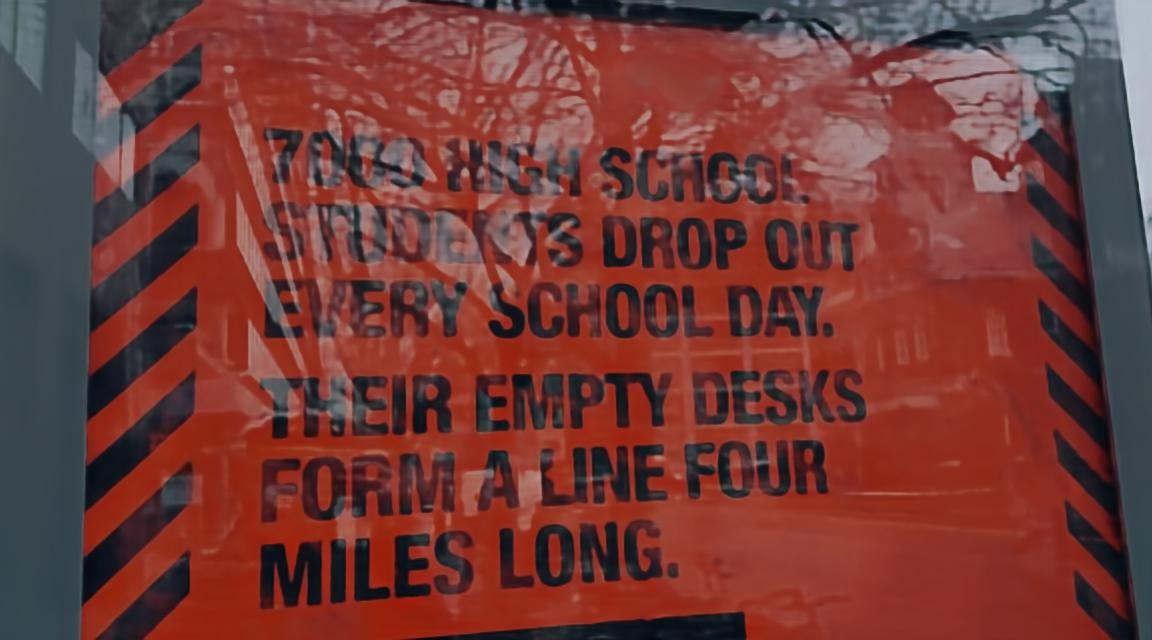 7000 HIGH SCHOOL
STUDENTS DROP OUT
EVERY SCHOOL DAY.
THEIR EMPTY DESKS
FORM A LINE FOUR
MILES LONG.